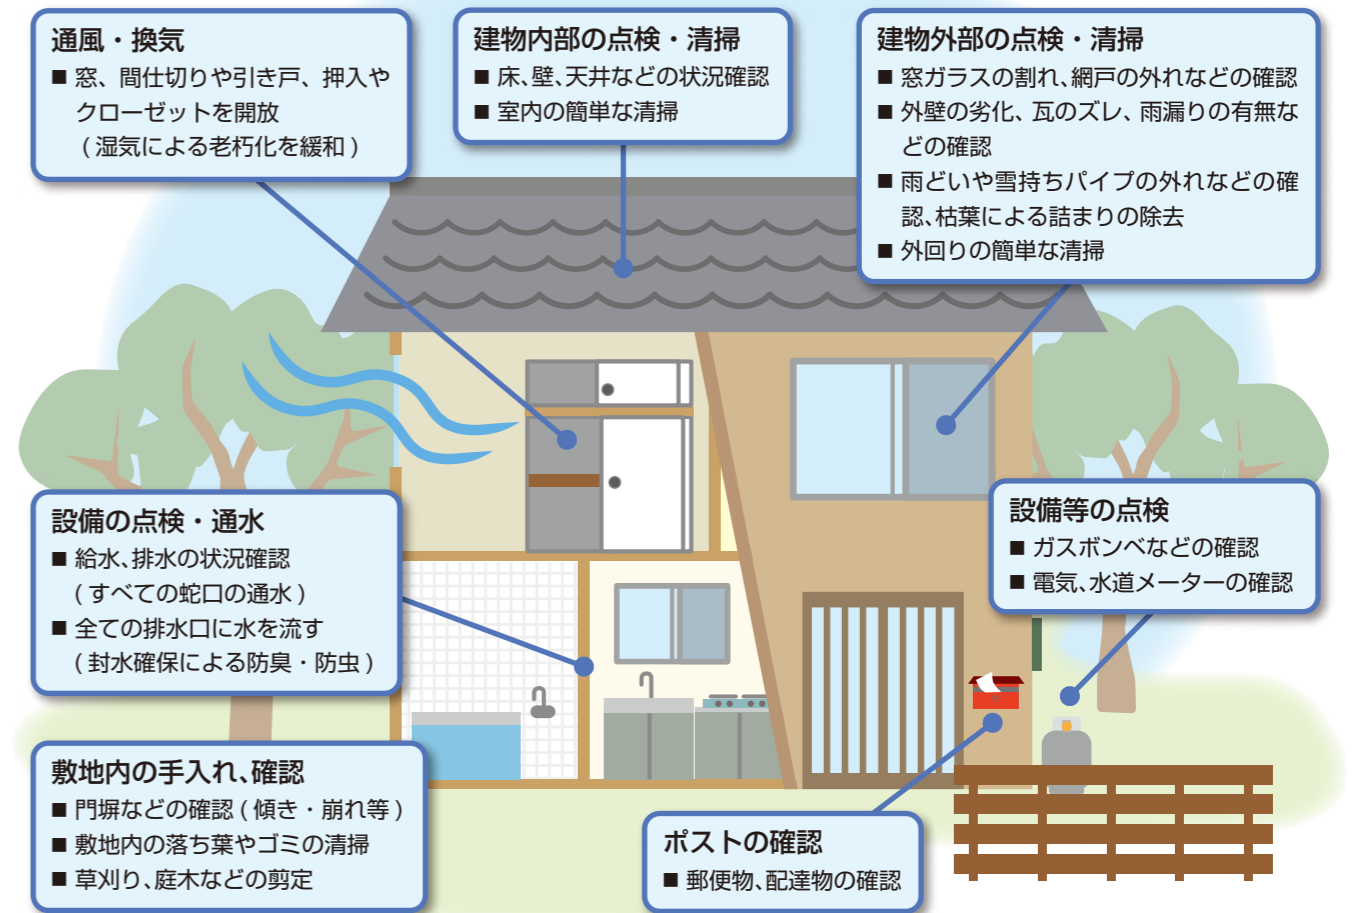 通風・換気
■ 窓、間仕切りや引き戸、押入や
クローゼットを開放
(湿気による老朽化を緩和)
建物内部の点検・清掃
■ 床、壁、天井などの状況確認
■ 室内の簡単な清掃
建物外部の点検・清掃
■ 窓ガラスの割れ、網戸の外れなどの確認
■ 外壁の劣化、瓦のズレ、雨漏りの有無な
どの確認
■ 雨どいや雪持ちパイプの外れなどの確
認、枯葉による詰まりの除去
■ 外回りの簡単な清掃
設備の点検・通水
■ 給水、排水の状況確認
(すべての蛇口の通水)
■ 全ての排水口に水を流す
(封水確保による防臭・防虫)
設備等の点検
■ ガスボンベなどの確認
■ 電気、水道メーターの確認
敷地内の手入れ、確認
■ 門塀などの確認(傾き・崩れ等)
■ 敷地内の落ち葉やゴミの清掃
■ 草刈り、庭木などの剪定
ポストの確認
■ 郵便物、配達物の確認